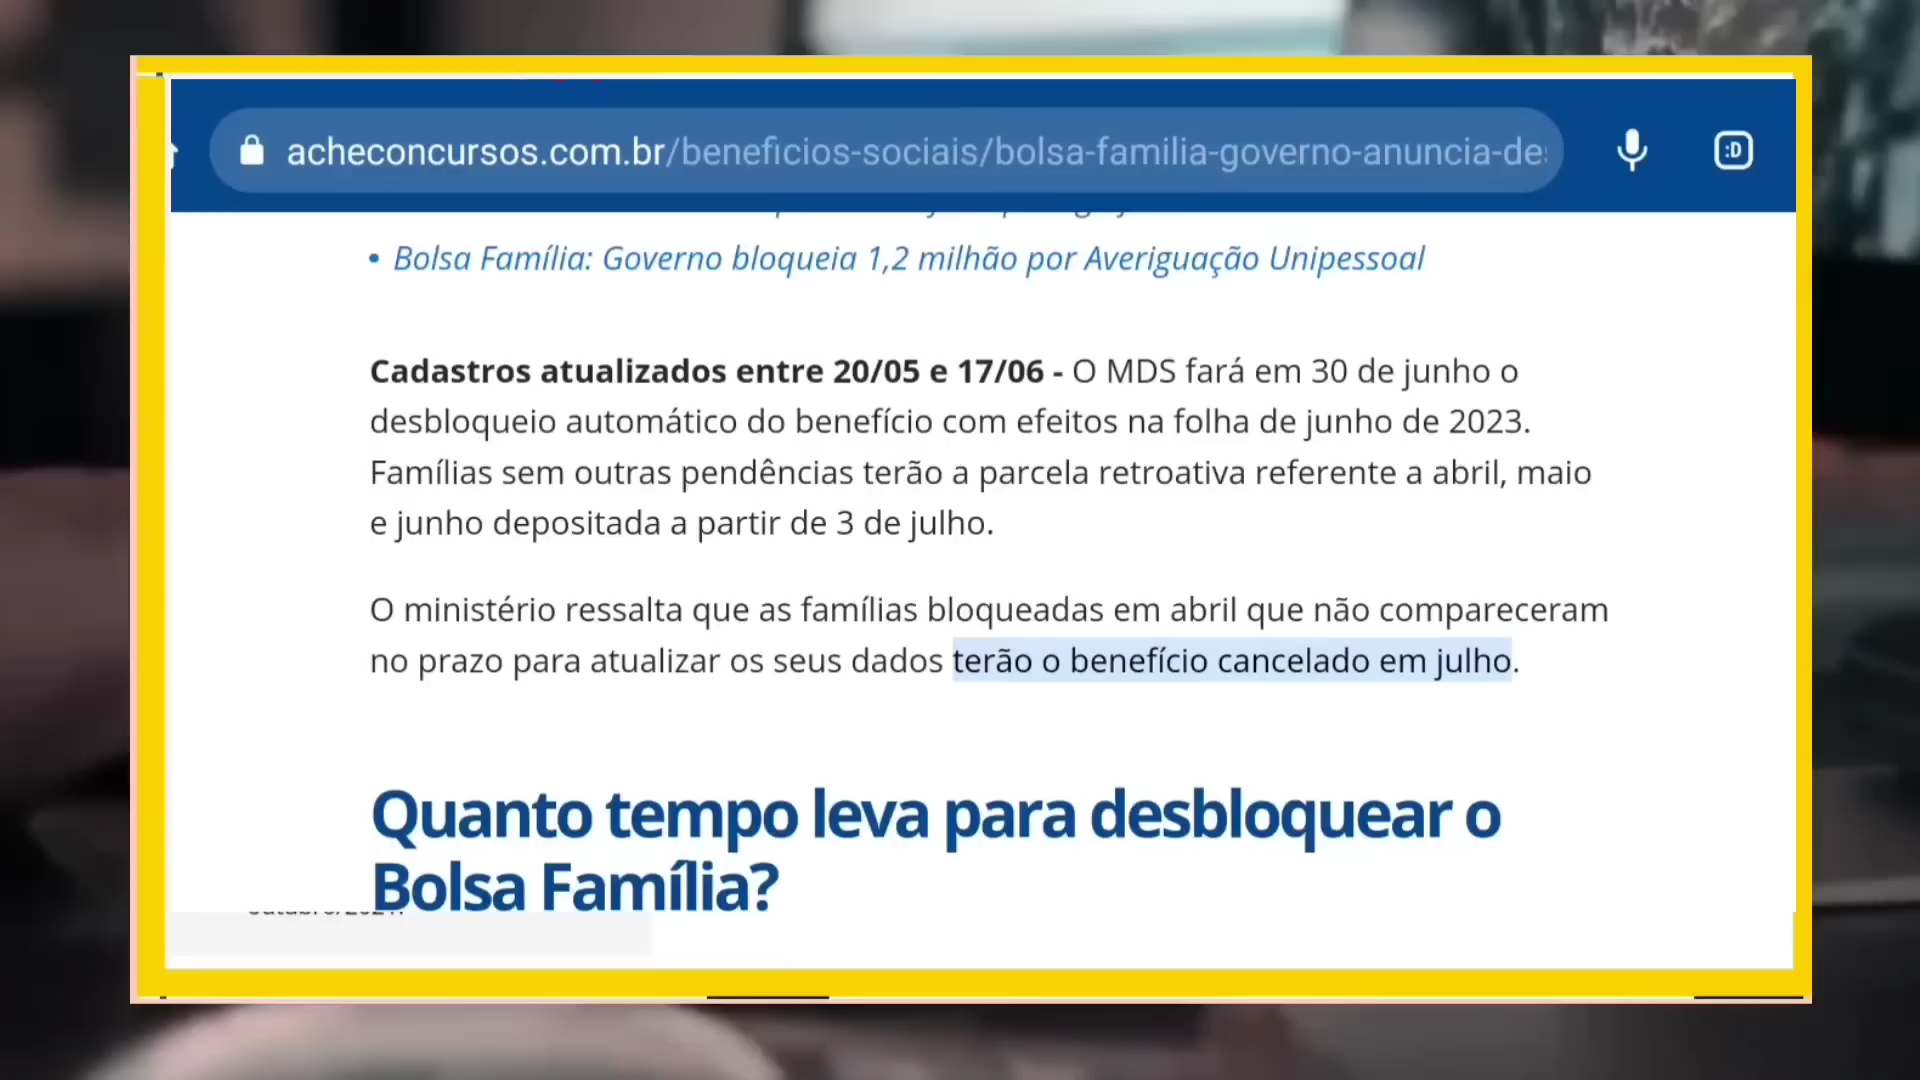 acheconcursos.com.br/beneficios-sociais/bolsa-familia-governo-anuncia-de
:D
• Bolsa Família: Governo bloqueia 1,2 milhão por Averiguação Unipessoal
Cadastros atualizados entre 20/05 e 17/06 - O MDS fará em 30 de junho o
desbloqueio automático do benefício com efeitos na folha de junho de 2023.
Famílias sem outras pendências terão a parcela retroativa referente a abril, maio
e junho depositada a partir de 3 de julho.
O ministério ressalta que as famílias bloqueadas em abril que não compareceram
no prazo para atualizar os seus dados terão o benefício cancelado em julho.
Quanto tempo leva para desbloquear o
Bolsa Família?